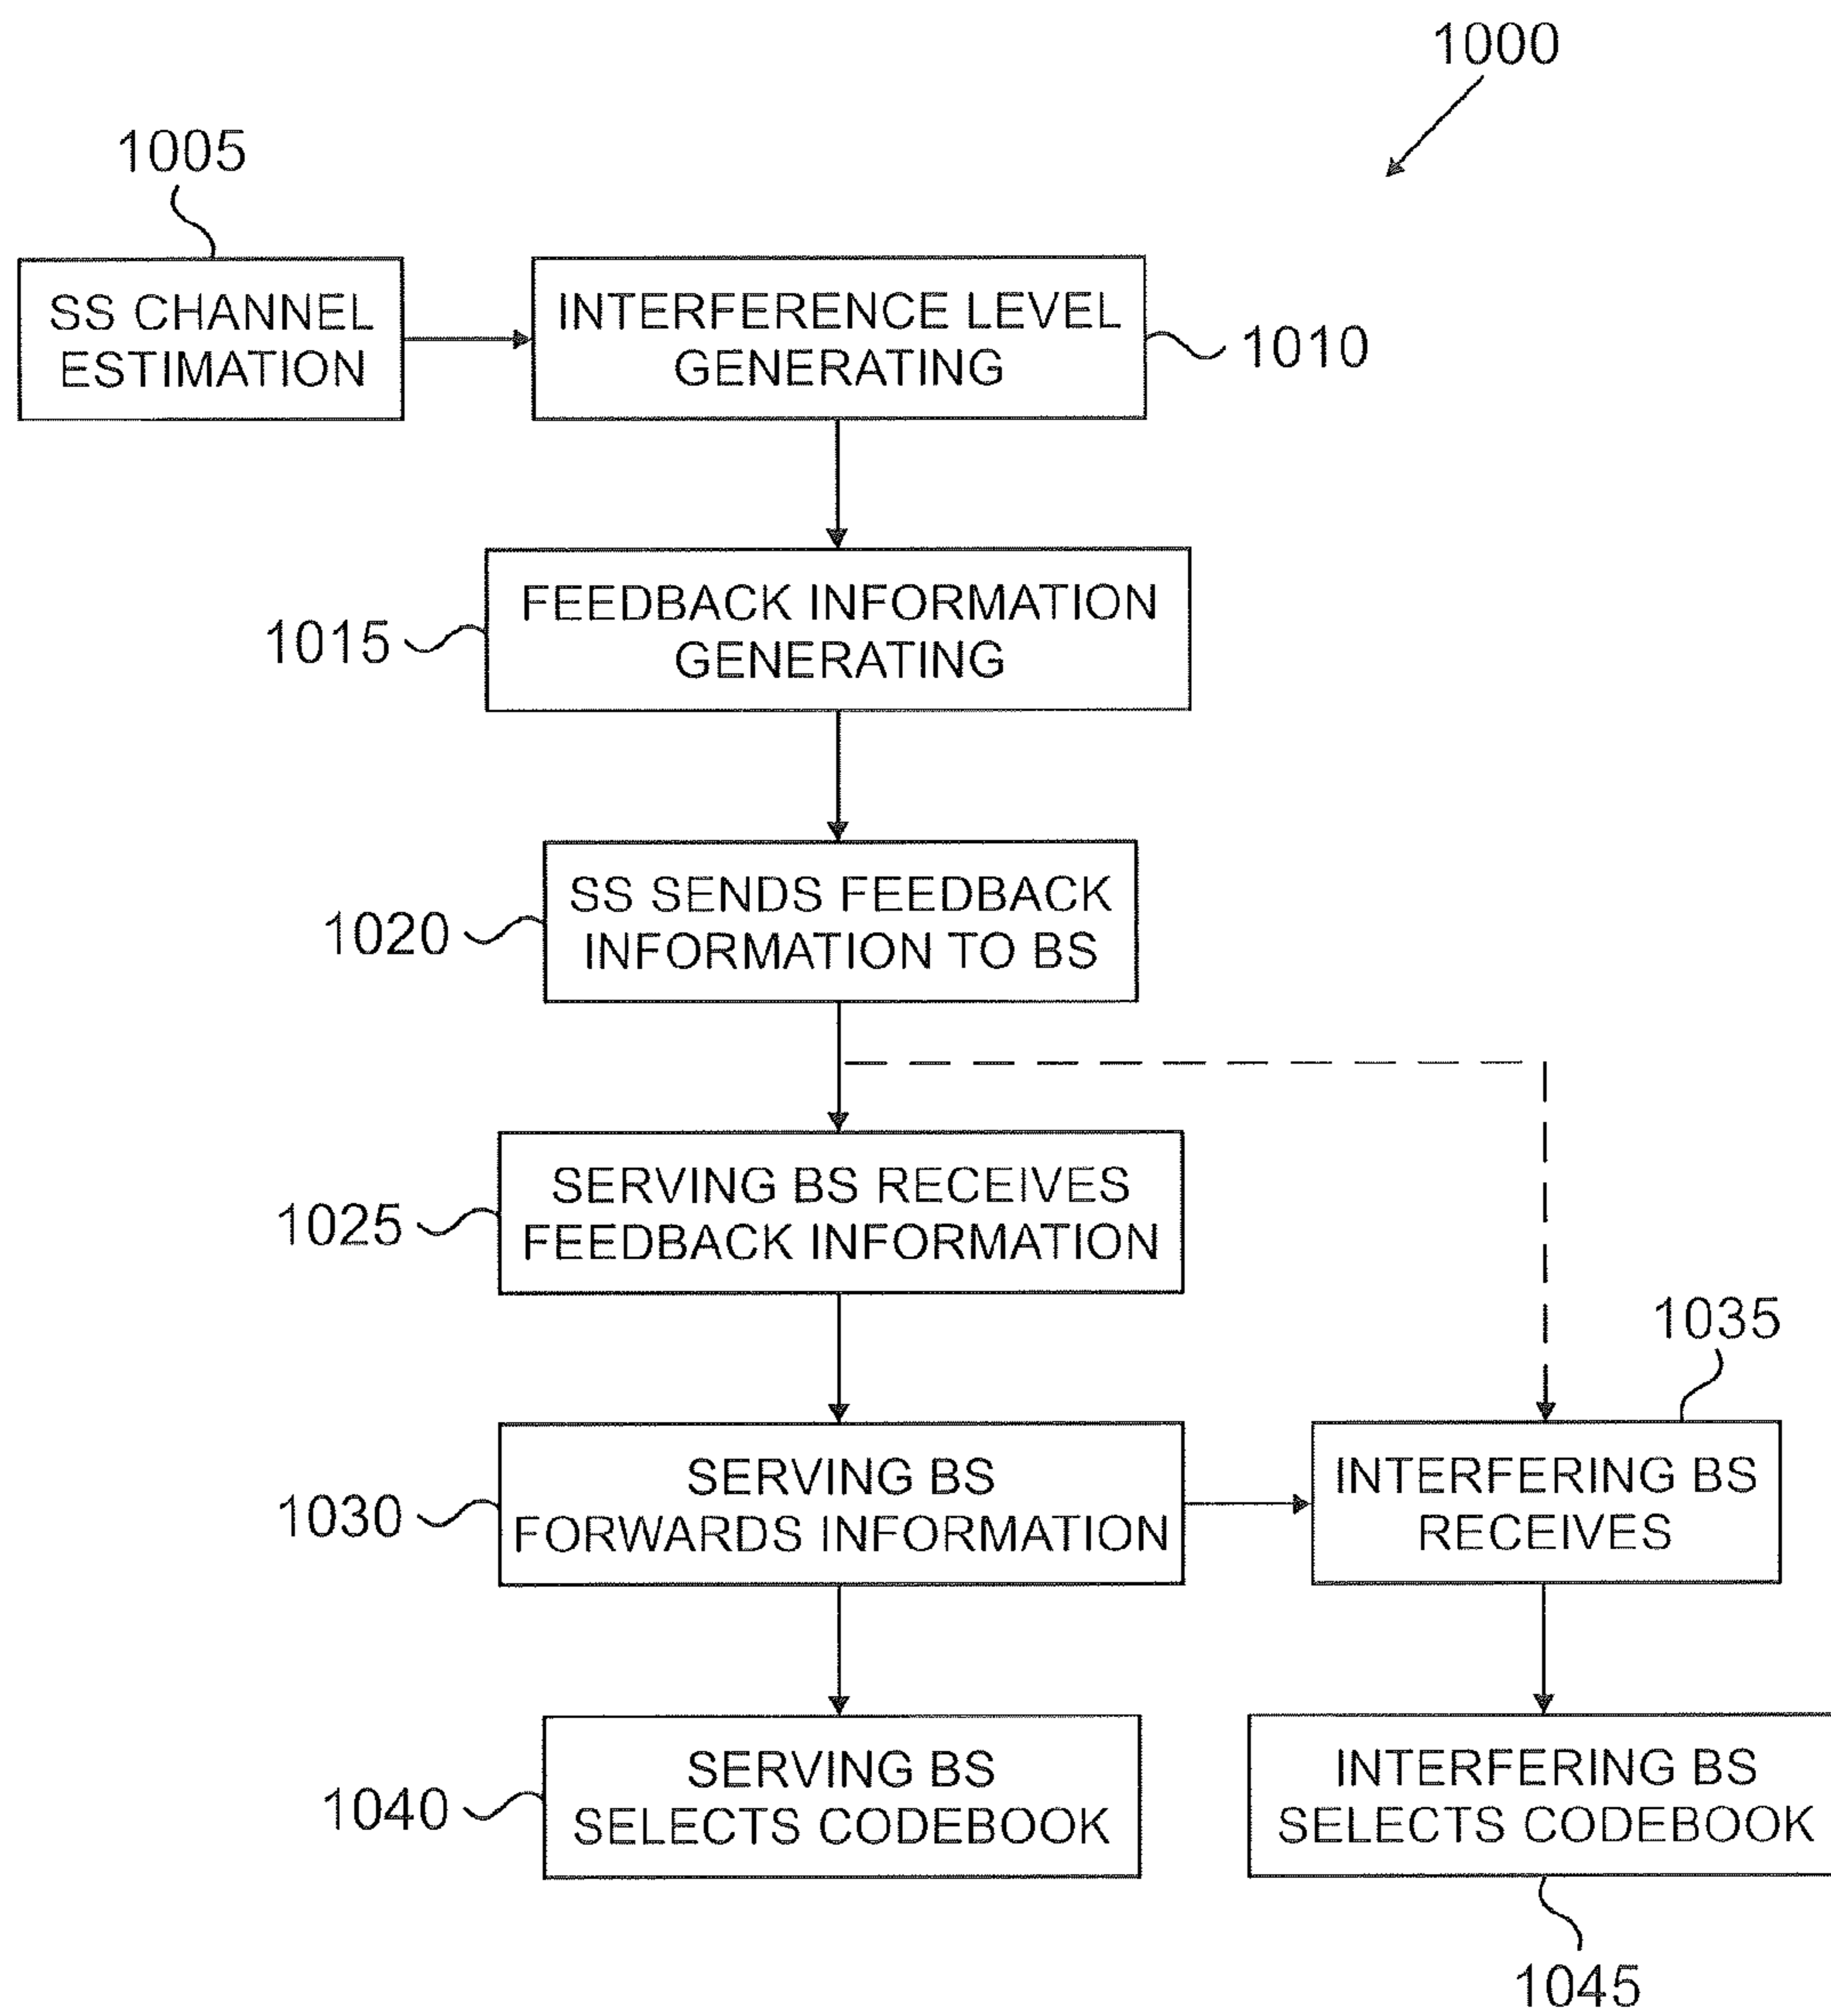 1000
1005
SS CHANNEL
ESTIMATION
INTERFERENCE LEVEL
GENERATING
1010
FEEDBACK INFORMATION
GENERATING
1015
SS SENDS FEEDBACK
INFORMATION TO BS
1020
SERVING BS RECEIVES
FEEDBACK INFORMATION
1025
SERVING BS
FORWARDS INFORMATION
1030
1035
INTERFERING BS
RECEIVES
SERVING BS
SELECTS CODEBOOK
1040
INTERFERING BS
SELECTS CODEBOOK
1045